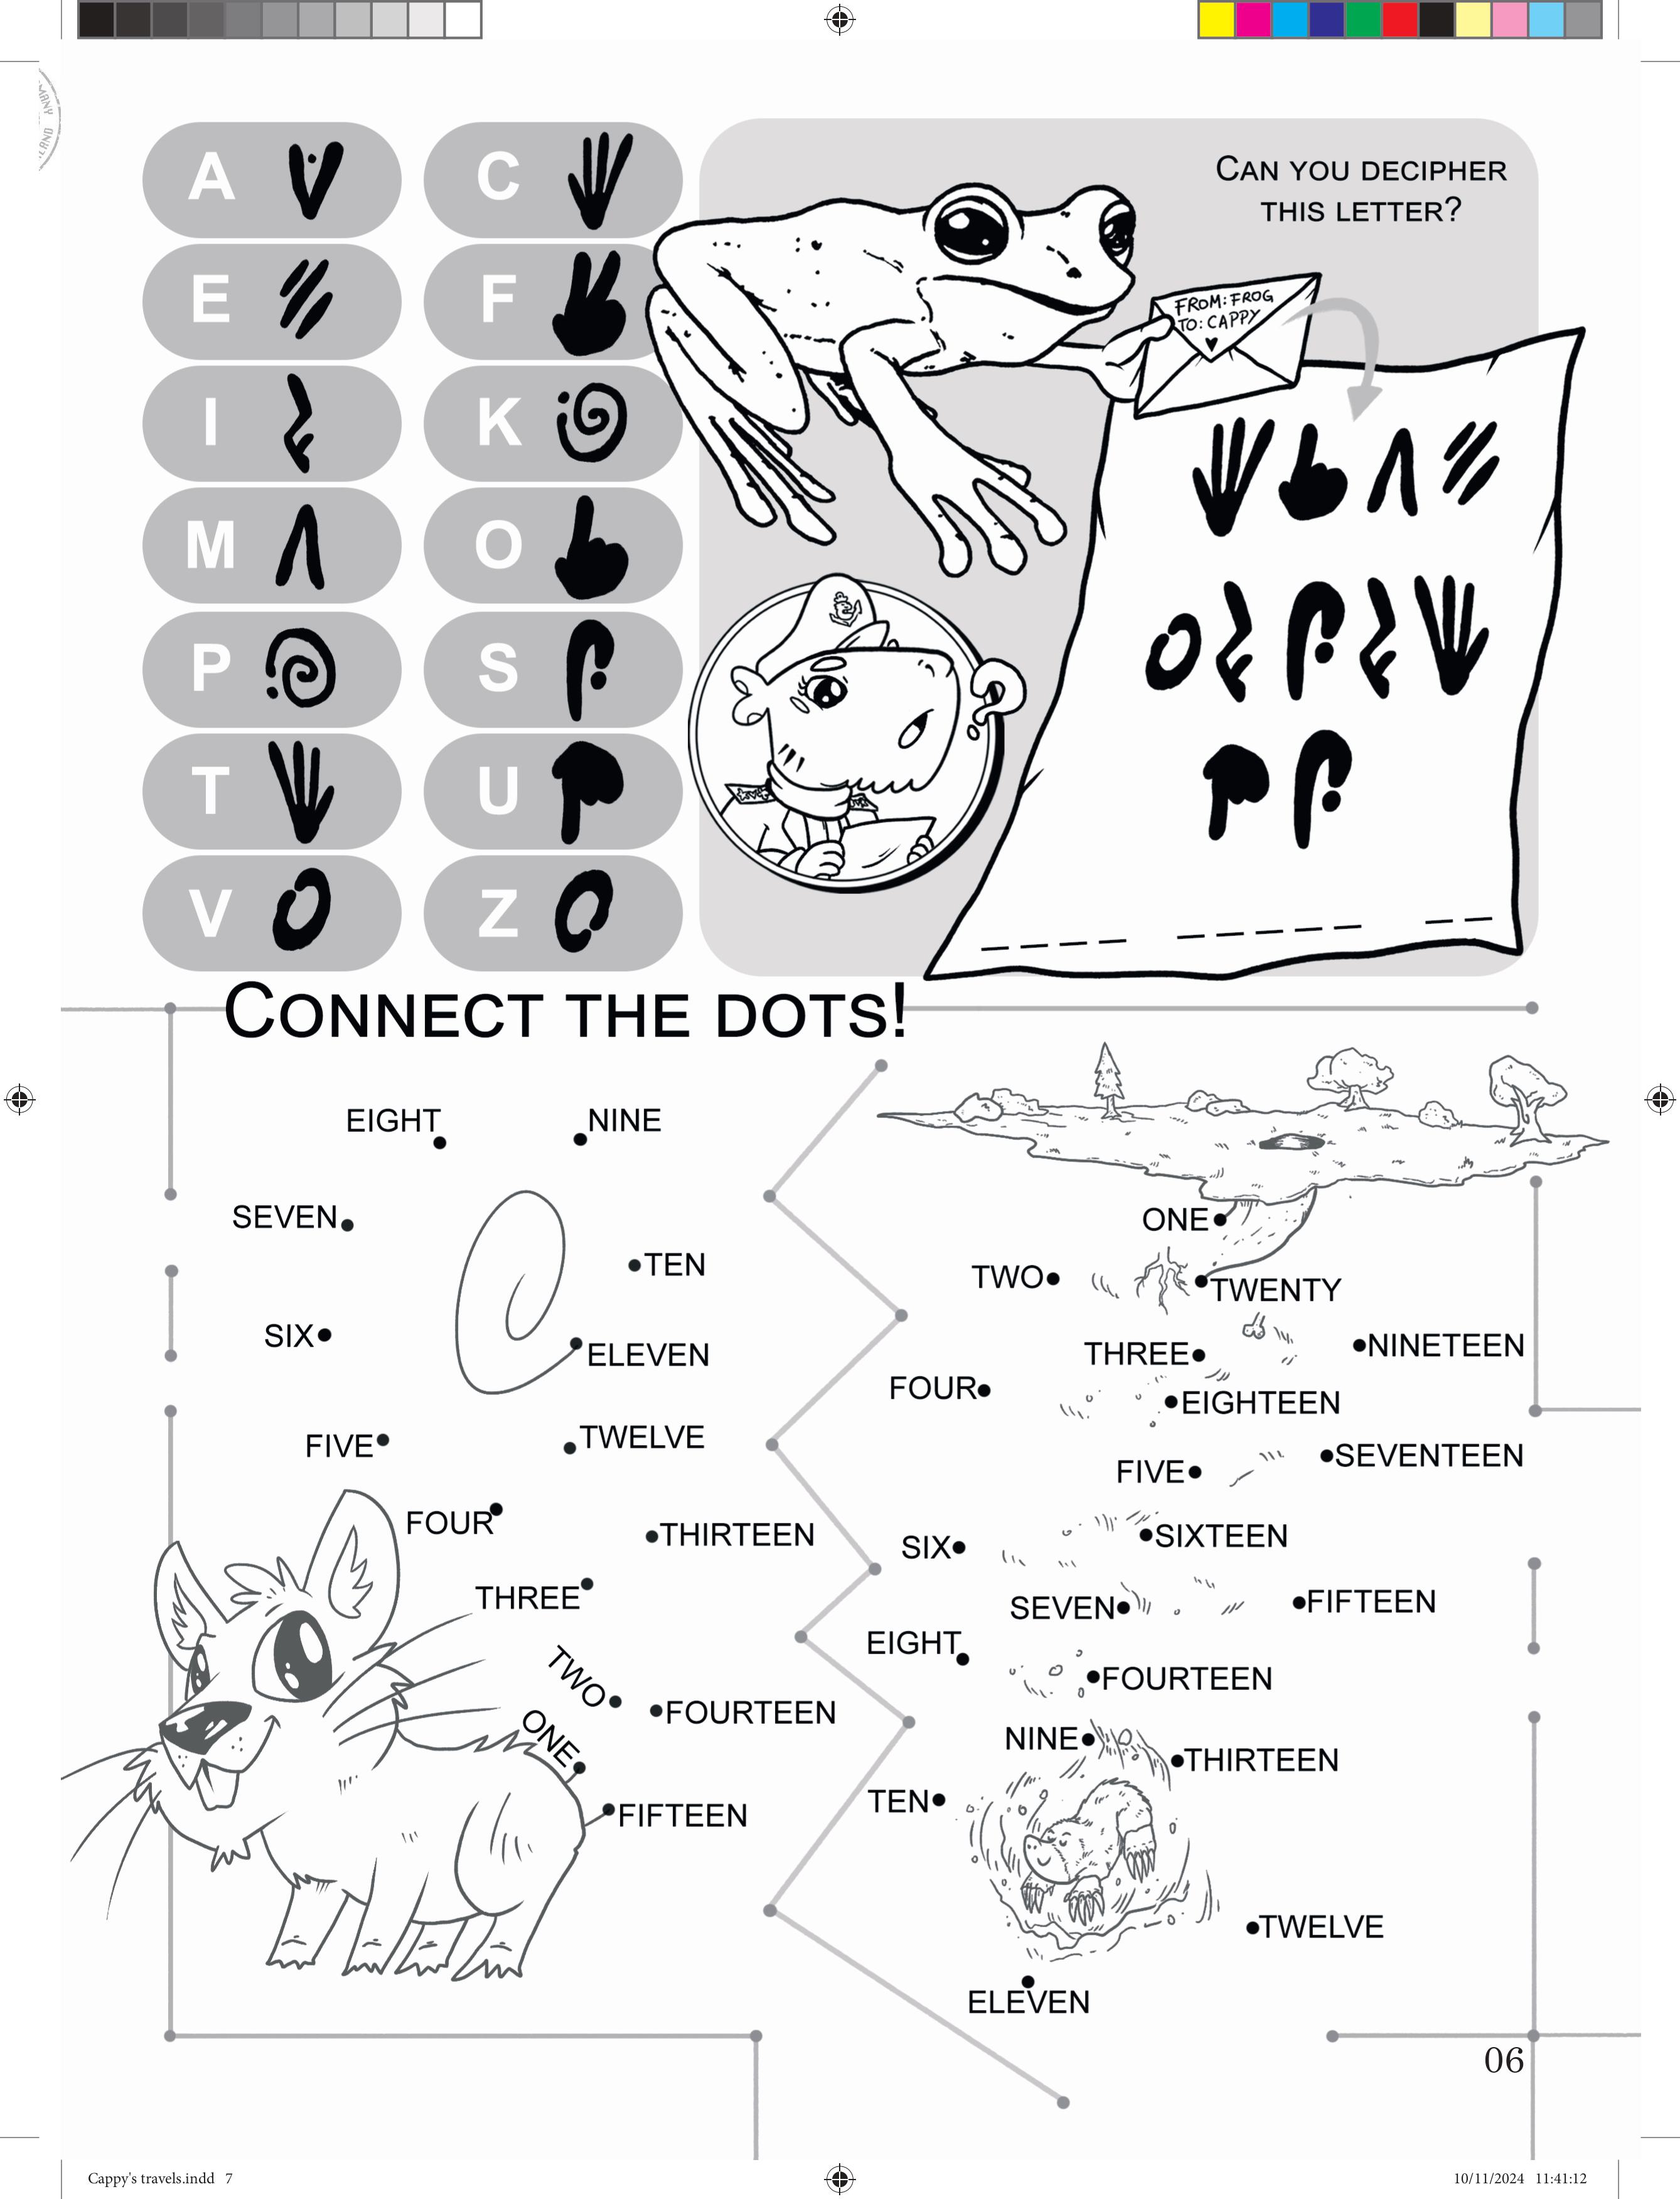 MANY
LAND
A
C
E
F
I
K
M
O
P
S
T
U
V
Z
CAN YOU DECIPHER
THIS LETTER?
FROM: FROG
TO: CAPPY
CONNECT THE DOTS!
EIGHT
NINE
SEVEN
TEN
SIX
ELEVEN
FIVE
TWELVE
FOUR
THIRTEEN
THREE
TWO
FOURTEEN
ONE
FIFTEEN
ONE
TWO
TWENTY
THREE
NINETEEN
FOUR
EIGHTEEN
FIVE
SEVENTEEN
SIX
SIXTEEN
SEVEN
FIFTEEN
EIGHT
FOURTEEN
NINE
THIRTEEN
TEN
TWELVE
ELEVEN
06
Cappy's travels.indd 7
10/11/2024 11:41:12